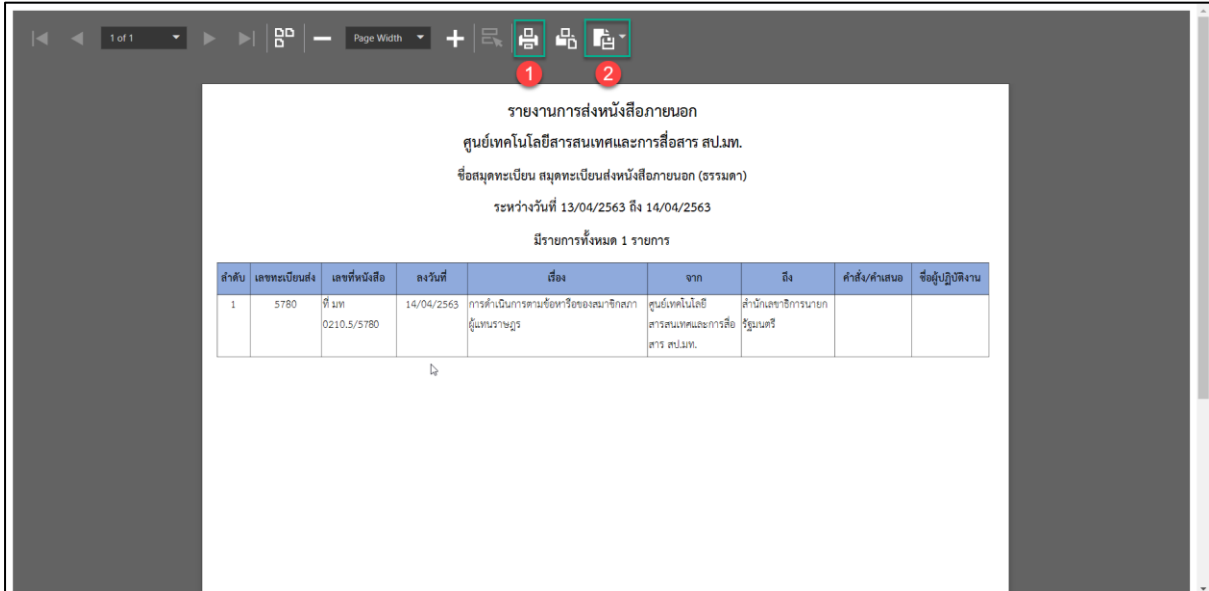 1 of 1
Page Width
1
2
รายงานการส่งหนังสือภายนอก
ศูนย์เทคโนโลยีสารสนเทศและการสื่อสาร สป.มท.
ชื่อสมุดทะเบียน สมุดทะเบียนส่งหนังสือภายนอก (ธรรมดา)
ระหว่างวันที่ 13/04/2563 ถึง 14/04/2563
มีรายการทั้งหมด 1 รายการ
ลำดับ เลขทะเบียนส่ง เลขที่หนังสือ ลงวันที่ เรื่อง จาก ถึง คำสั่ง/คำเสนอ ชื่อผู้ปฏิบัติงาน
1 5780 ที่ มท 14/04/2563 การดำเนินการตามข้อหารือของสมาชิกสภา ศูนย์เทคโนโลยี สำนักเลขาธิการนายก
0210.5/5780 ผู้แทนราษฎร สารสนเทศและการสื่อ รัฐมนตรี
สาร สป.มท.